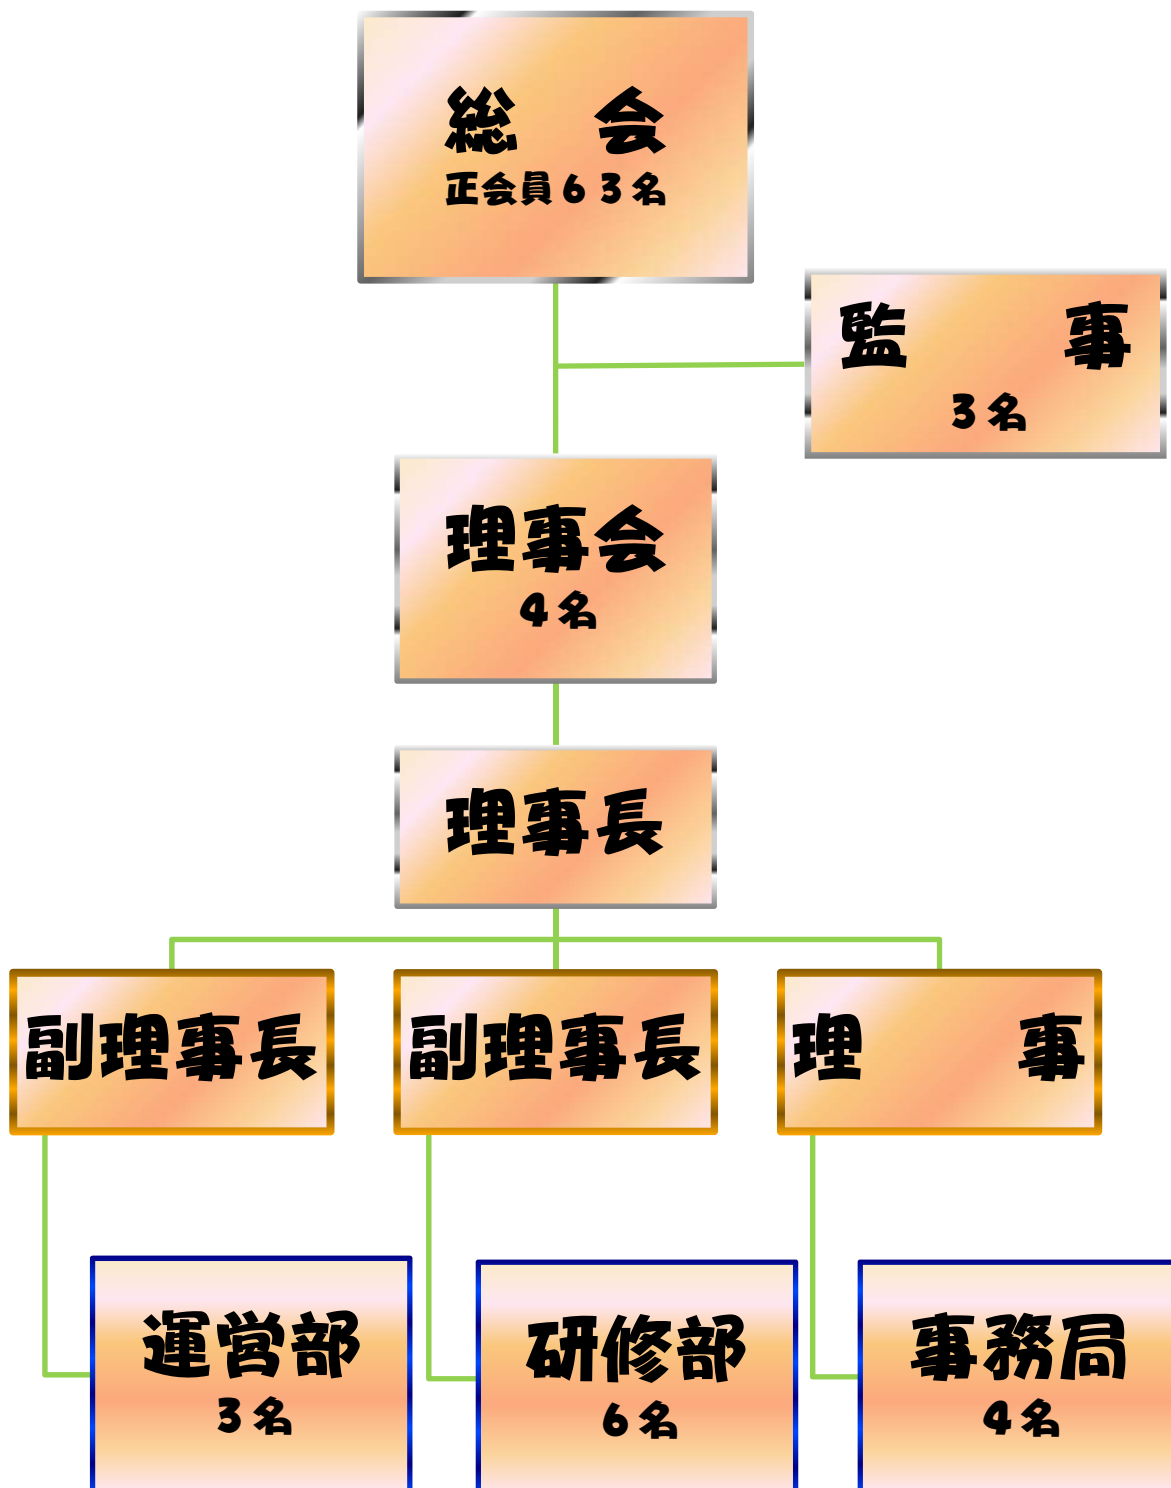 総　会
正会員６３名
監　　事
３名
理事会
４名
理事長
副理事長
副理事長
理　　事
運営部
３名
研修部
６名
事務局
４名